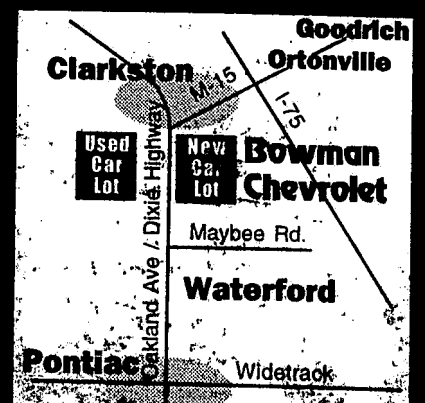 Goodrich
Ortonville
Clarkston
M-15
I-75
Used
Car
Lot
New
Car
Lot
Bowman
Chevrolet
Oakland Ave / Dixie Highway
Maybee Rd.
Waterford
Pontiac
Widetrack